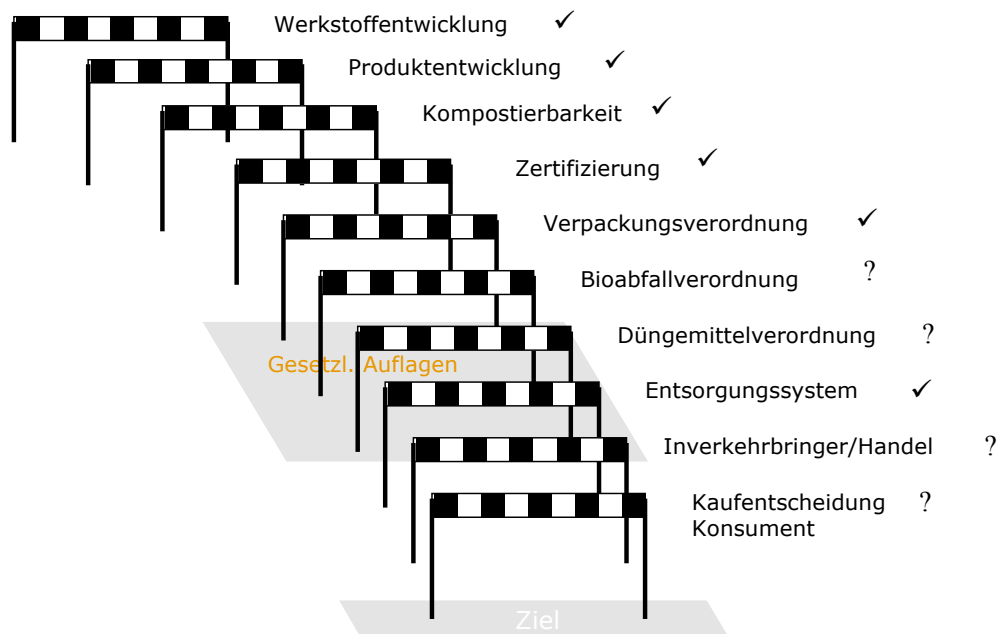 Werkstoffentwicklung ✓
Produktentwicklung ✓
Kompostierbarkeit ✓
Zertifizierung ✓
Verpackungsverordnung ✓
Bioabfallverordnung ?
Düngemittelverordnung ?
Gesetzl. Auflagen
Entsorgungssystem ✓
Inverkehrbringer/Handel ?
Kaufentscheidung ?
Konsument
Ziel